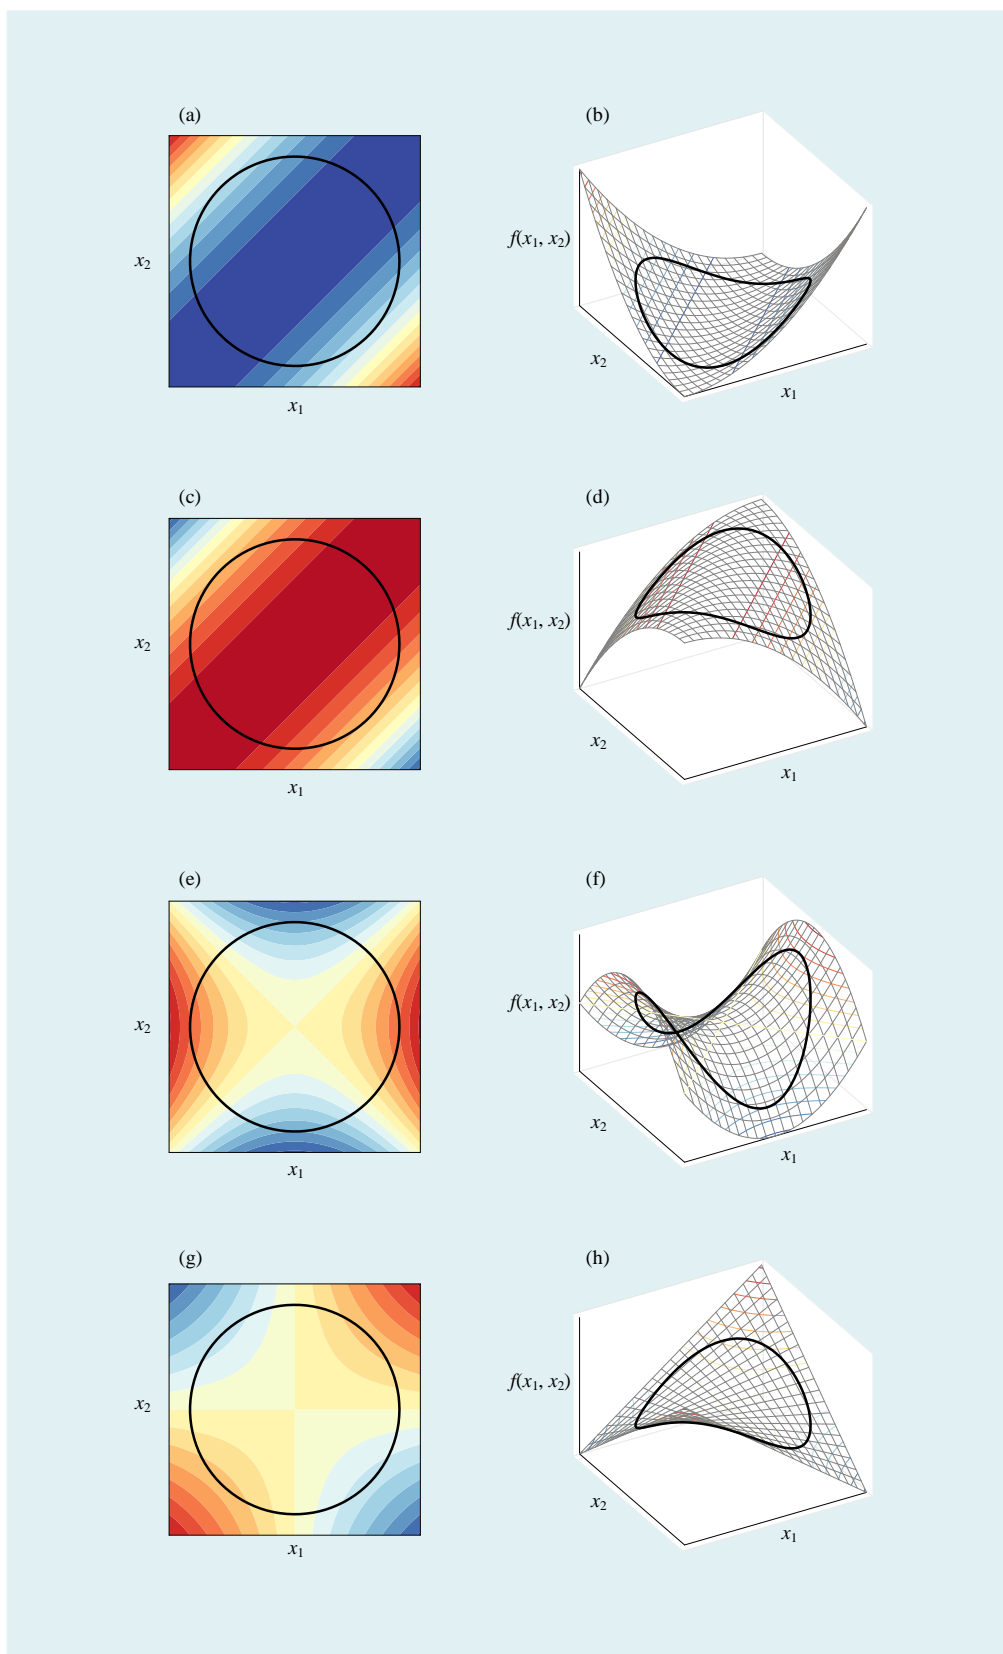 (a)
x₂
x₁
(b)
f(x₁, x₂)
x₂
x₁
(c)
x₂
x₁
(d)
f(x₁, x₂)
x₂
x₁
(e)
x₂
x₁
(f)
f(x₁, x₂)
x₂
x₁
(g)
x₂
x₁
(h)
f(x₁, x₂)
x₂
x₁